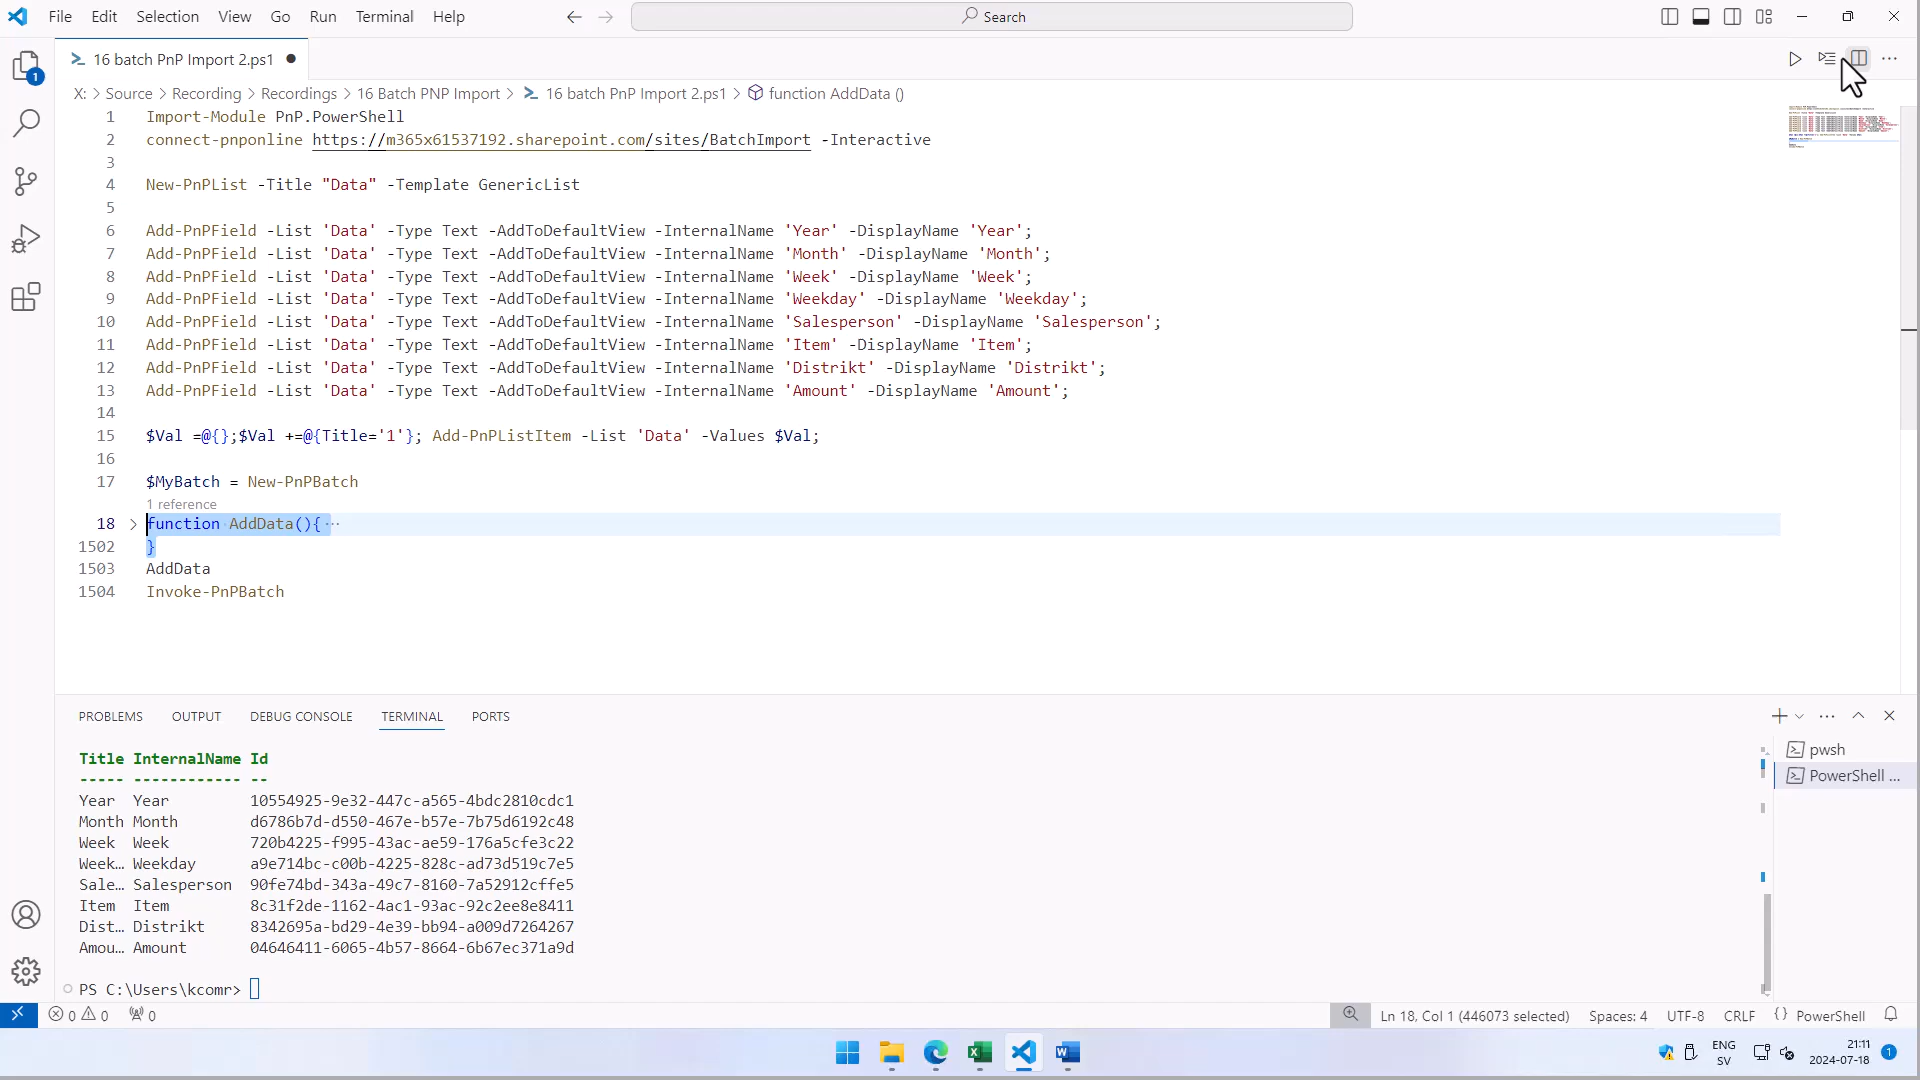 File Edit Selection View Go Run Terminal Help Search
16 batch PnP Import 2.ps1
X: > Source > Recording > Recordings > 16 Batch PNP Import > 16 batch PnP Import 2.ps1 > function AddData ()
1 Import-Module PnP.PowerShell
2 connect-pnponline https://m365x61537192.sharepoint.com/sites/BatchImport -Interactive
3
4 New-PnPList -Title "Data" -Template GenericList
5
6 Add-PnPField -List 'Data' -Type Text -AddToDefaultView -InternalName 'Year' -DisplayName 'Year';
7 Add-PnPField -List 'Data' -Type Text -AddToDefaultView -InternalName 'Month' -DisplayName 'Month';
8 Add-PnPField -List 'Data' -Type Text -AddToDefaultView -InternalName 'Week' -DisplayName 'Week';
9 Add-PnPField -List 'Data' -Type Text -AddToDefaultView -InternalName 'Weekday' -DisplayName 'Weekday';
10 Add-PnPField -List 'Data' -Type Text -AddToDefaultView -InternalName 'Salesperson' -DisplayName 'Salesperson';
11 Add-PnPField -List 'Data' -Type Text -AddToDefaultView -InternalName 'Item' -DisplayName 'Item';
12 Add-PnPField -List 'Data' -Type Text -AddToDefaultView -InternalName 'Distrikt' -DisplayName 'Distrikt';
13 Add-PnPField -List 'Data' -Type Text -AddToDefaultView -InternalName 'Amount' -DisplayName 'Amount';
14
15 $Val =@{};$Val +=@{Title='1'}; Add-PnPListItem -List 'Data' -Values $Val;
16
17 $MyBatch = New-PnPBatch
1 reference
18 function AddData(){ ···
1502 }
1503 AddData
1504 Invoke-PnPBatch
PROBLEMS OUTPUT DEBUG CONSOLE TERMINAL PORTS
Title InternalName Id
----- ------------ --
Year Year 10554925-9e32-447c-a565-4bdc2810cdc1
Month Month d6786b7d-d550-467e-b57e-7b75d6192c48
Week Week 720b4225-f995-43ac-ae59-176a5cfe3c22
Week… Weekday a9e714bc-c00b-4225-828c-ad73d519c7e5
Sale… Salesperson 90fe74bd-343a-49c7-8160-7a52912cffe5
Item Item 8c31f2de-1162-4ac1-93ac-92c2ee8e8411
Dist… Distrikt 8342695a-bd29-4e39-bb94-a009d7264267
Amou… Amount 04646411-6065-4b57-8664-6b67ec371a9d
PS C:\Users\kcomr>
pwsh
PowerShell ...
0 0 0 Ln 18, Col 1 (446073 selected) Spaces: 4 UTF-8 CRLF {} PowerShell
ENG SV 21:11 2024-07-18 1